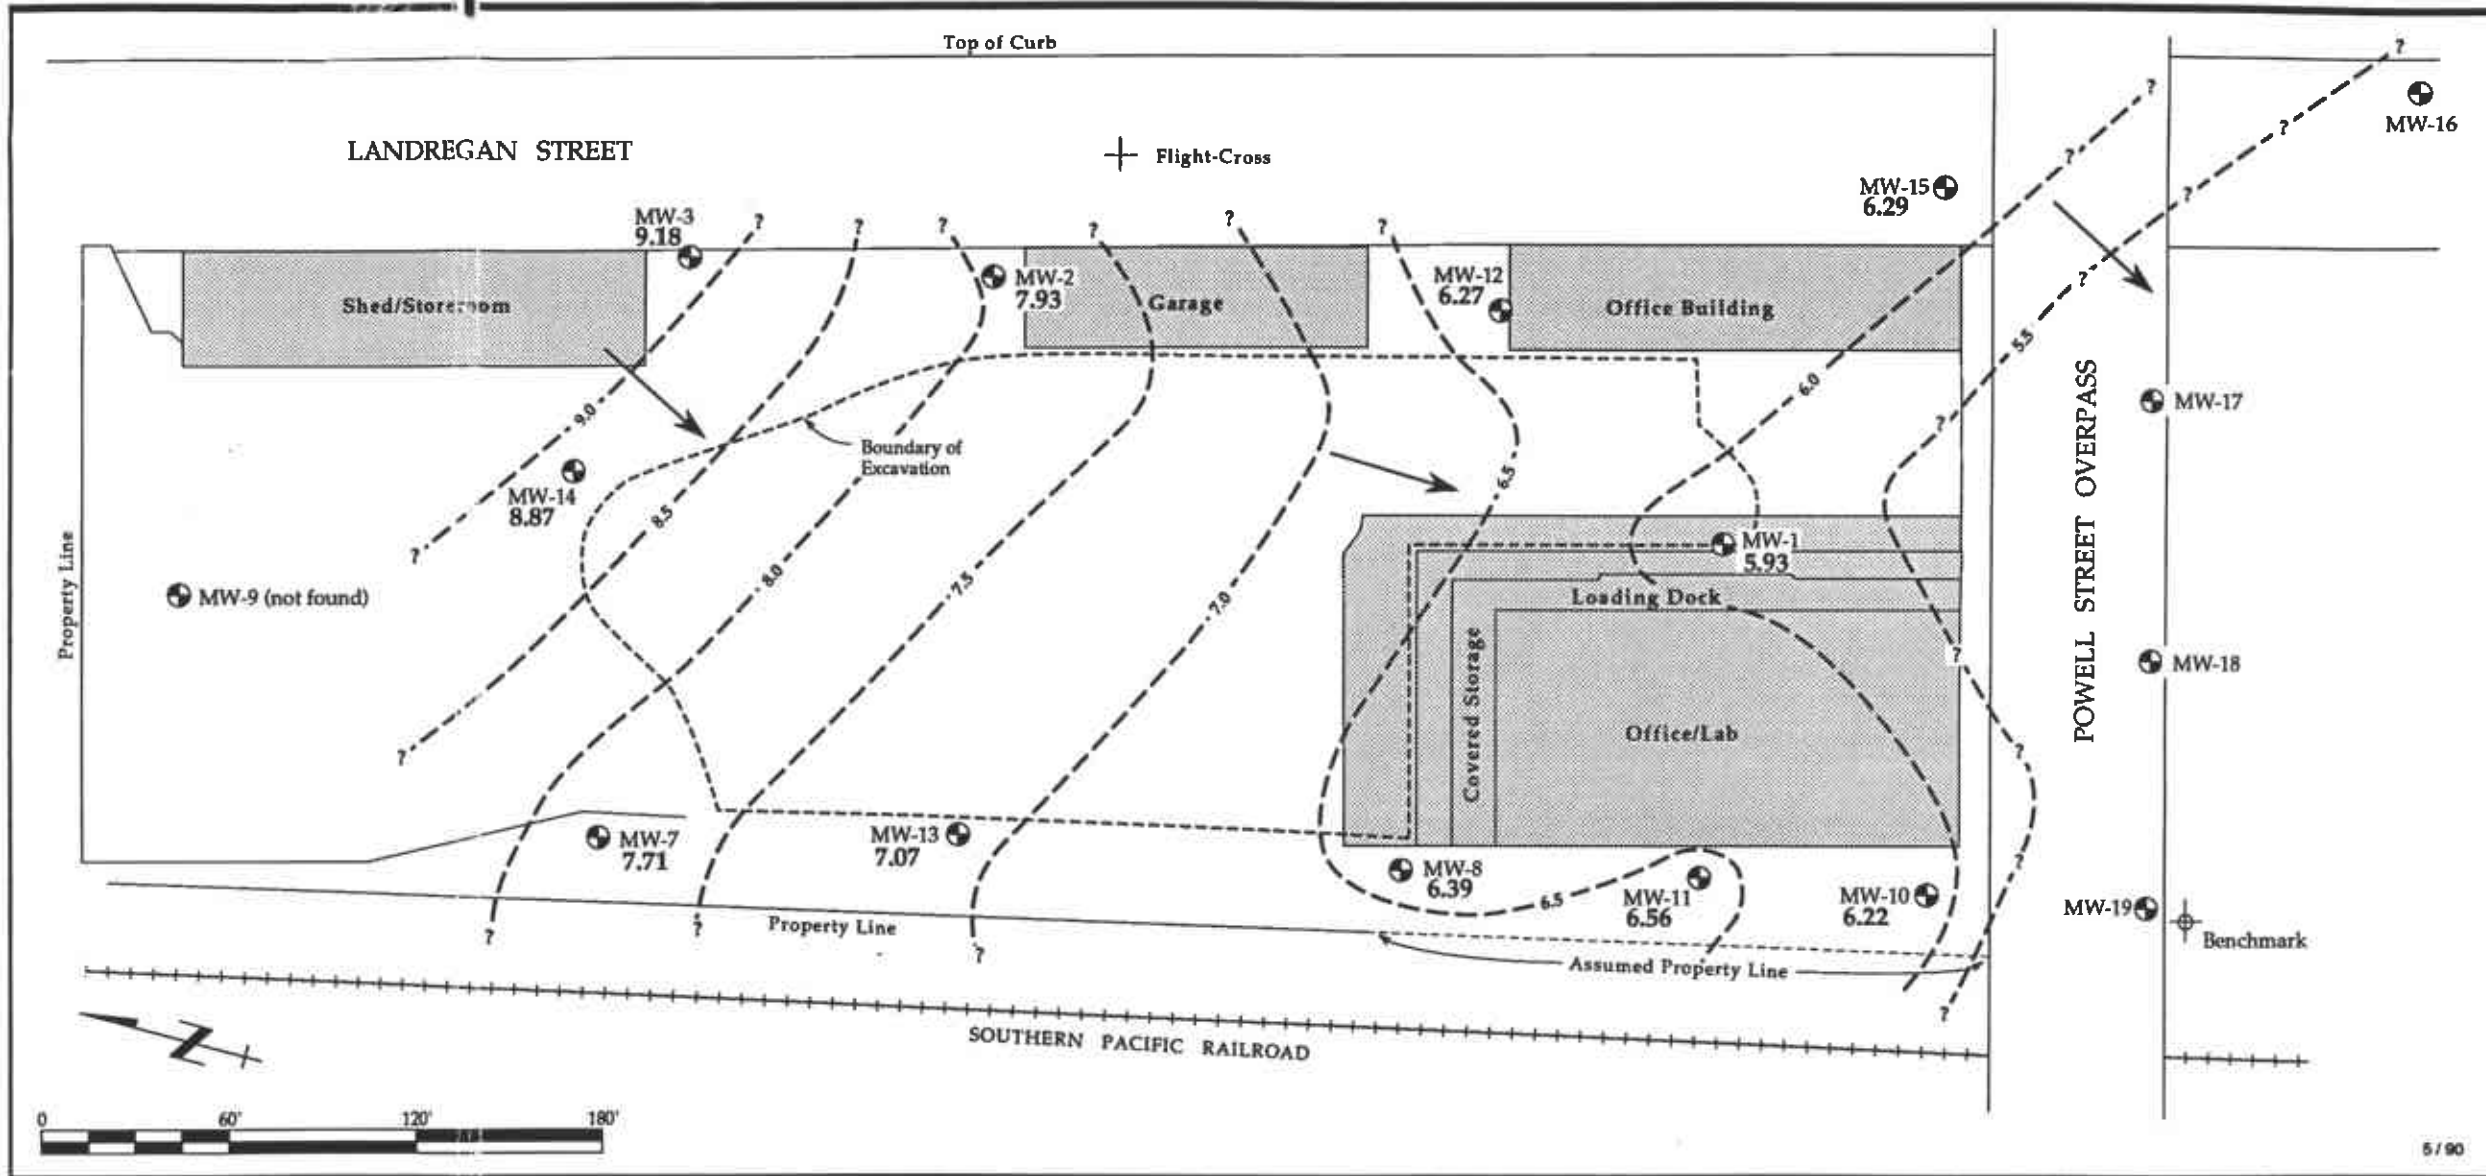 Top of Curb
LANDREGAN STREET
Flight-Cross
MW-16
MW-15
6.29
MW-3
9.18
MW-2
7.93
MW-12
6.27
Shed/Storeroom
Garage
Office Building
? ? ? ? ? ? ? ? ? ? ? ?
5.5
6.0
9.0
MW-17
Boundary of
Excavation
?
6.5
MW-14
8.87
8.5
?
POWELL STREET OVERPASS
MW-1
5.93
8.0
7.5
7.0
Property Line
MW-9 (not found)
Loading Dock
?
MW-18
Covered Storage
Office/Lab
?
?
MW-7
7.71
MW-13
7.07
MW-8
6.39
6.5
MW-11
6.56
MW-10
6.22
?
MW-19
Benchmark
Property Line
? ? ?
Assumed Property Line
?
SOUTHERN PACIFIC RAILROAD
N
0 60' 120' 180'
5/90